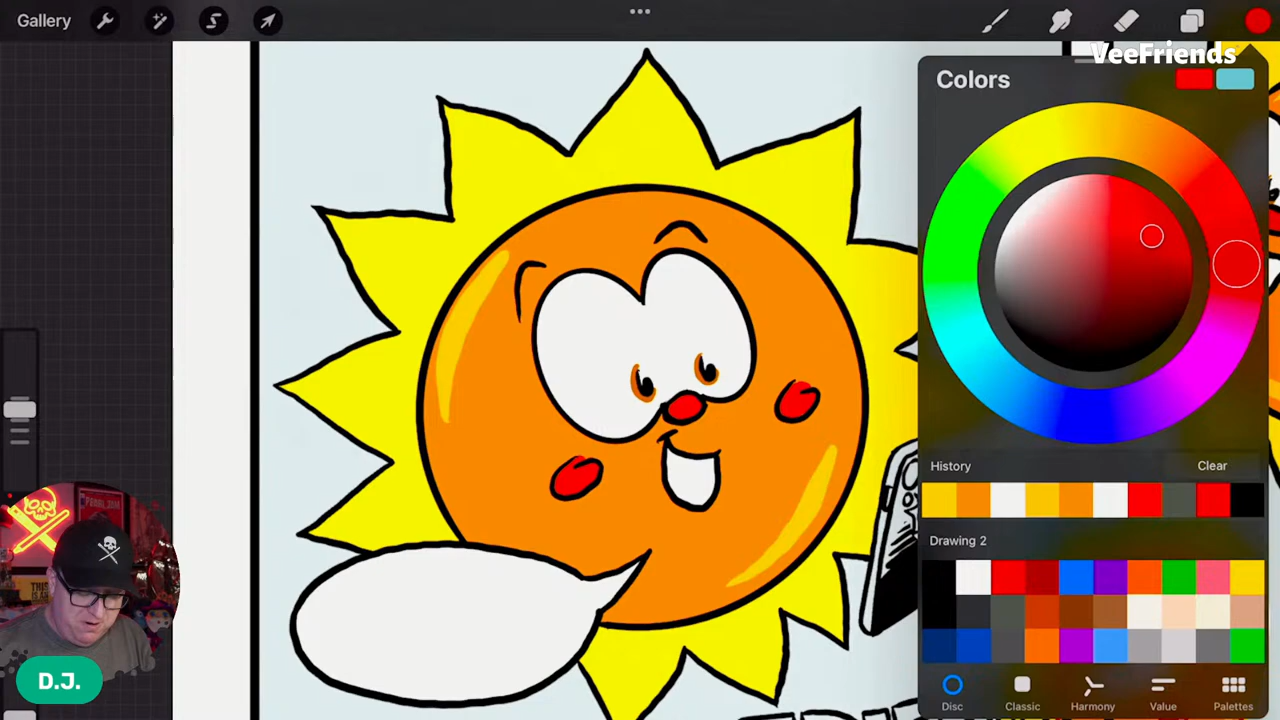 Gallery
VeeFriends
Colors
History
Clear
Drawing 2
Disc
Classic
Harmony
Value
Palettes
D.J.